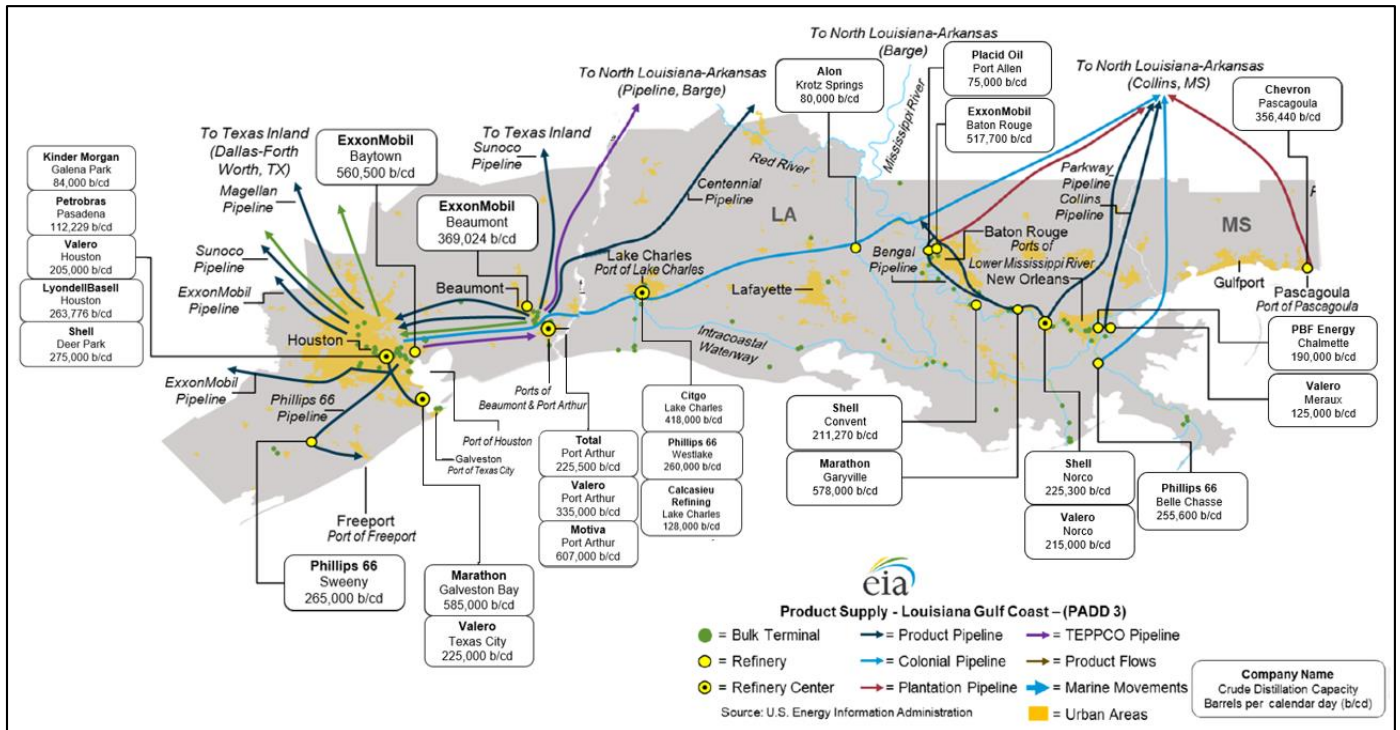 To North Louisiana-Arkansas
(Barge)
To North Louisiana-Arkansas
(Pipeline, Barge)
To North Louisiana-Arkansas
(Collins, MS)
To Texas Inland
(Dallas-Forth
Worth, TX)
Magellan
Pipeline
Sunoco
Pipeline
ExxonMobil
Pipeline
To Texas Inland
Sunoco
Pipeline
Kinder Morgan
Galena Park
84,000 b/cd
Petrobras
Pasadena
112,229 b/cd
Valero
Houston
205,000 b/cd
LyondellBasell
Houston
263,776 b/cd
Shell
Deer Park
275,000 b/cd
ExxonMobil
Baytown
560,500 b/cd
ExxonMobil
Beaumont
369,024 b/cd
Alon
Krotz Springs
80,000 b/cd
Placid Oil
Port Allen
75,000 b/cd
ExxonMobil
Baton Rouge
517,700 b/cd
Chevron
Pascagoula
356,440 b/cd
Mississippi River
Red River
Centennial
Pipeline
LA
MS
Parkway
Pipeline
Collins
Pipeline
Baton Rouge
Ports of
Lower Mississippi River
New Orleans
Bengal
Pipeline
Lake Charles
Port of Lake Charles
Lafayette
Beaumont
Houston
Gulfport
Pascagoula
Port of Pascagoula
Intracoastal
Waterway
ExxonMobil
Pipeline
Phillips 66
Pipeline
Port of Houston
Galveston
Port of Texas City
Ports of
Beaumont & Port Arthur
Freeport
Port of Freeport
Phillips 66
Sweeny
265,000 b/cd
Marathon
Galveston Bay
585,000 b/cd
Valero
Texas City
225,000 b/cd
Total
Port Arthur
225,500 b/cd
Valero
Port Arthur
335,000 b/cd
Motiva
Port Arthur
607,000 b/cd
Citgo
Lake Charles
418,000 b/cd
Phillips 66
Westlake
260,000 b/cd
Calcasieu
Refining
Lake Charles
128,000 b/cd
Shell
Convent
211,270 b/cd
Marathon
Garyville
578,000 b/cd
Shell
Norco
225,300 b/cd
Valero
Norco
215,000 b/cd
Phillips 66
Belle Chasse
255,600 b/cd
PBF Energy
Chalmette
190,000 b/cd
Valero
Meraux
125,000 b/cd
eia
Product Supply - Louisiana Gulf Coast – (PADD 3)
= Bulk Terminal
= Product Pipeline
= TEPPCO Pipeline
= Refinery
= Colonial Pipeline
= Product Flows
= Refinery Center
= Plantation Pipeline
= Marine Movements
Source: U.S. Energy Information Administration
= Urban Areas
Company Name
Crude Distillation Capacity
Barrels per calendar day (b/cd)